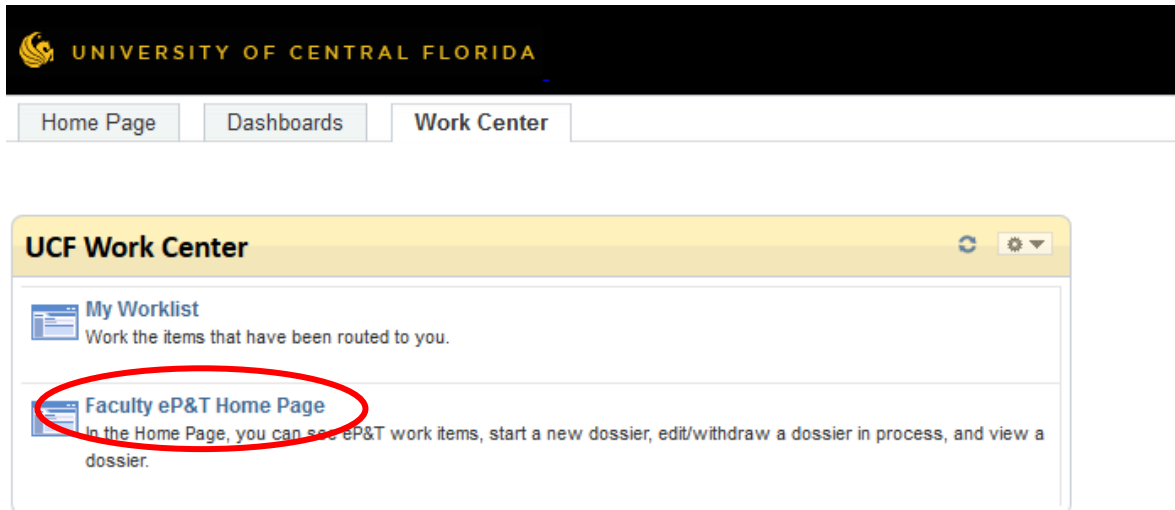 UNIVERSITY OF CENTRAL FLORIDA
Home Page Dashboards Work Center
UCF Work Center
My Worklist
Work the items that have been routed to you.
Faculty eP&T Home Page
In the Home Page, you can see eP&T work items, start a new dossier, edit/withdraw a dossier in process, and view a
dossier.